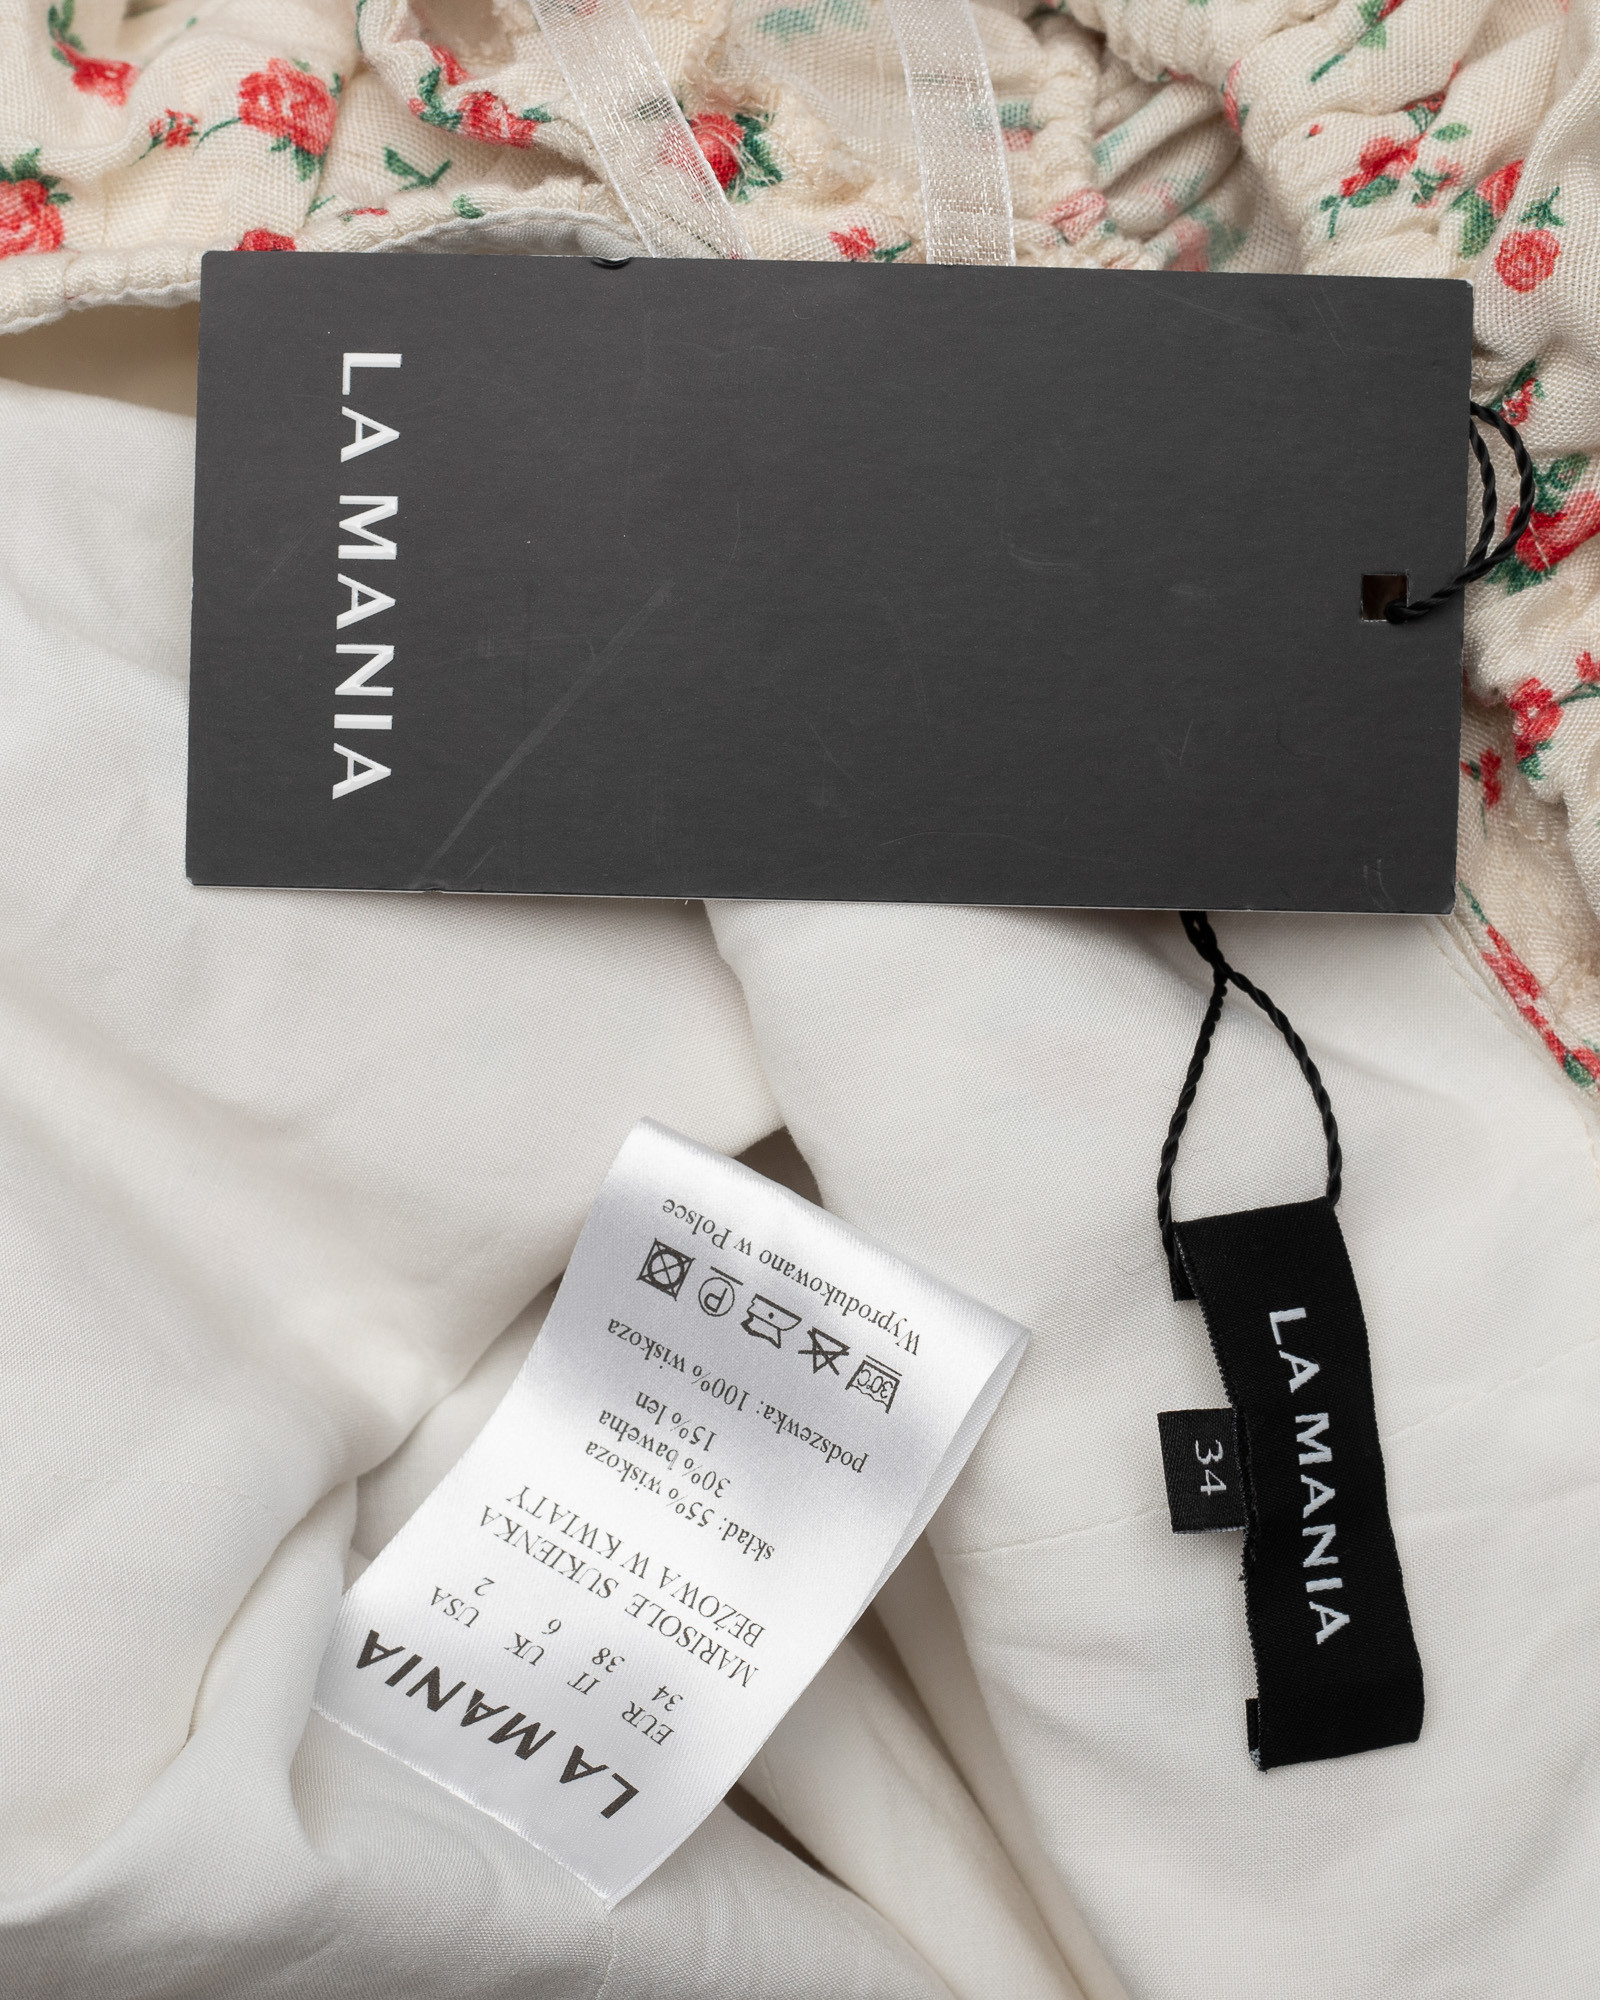 LA MANIA
LA MANIA
34
LA MANIA
EUR IT UK USA
34 38 6 2
MARISOLE SUKIENKA
BEŻOWA W KWIATY
skład: 55% wiskoza
30% bawełna
15% len
podszewka: 100% wiskoza
30°C P
Wyprodukowano w Polsce